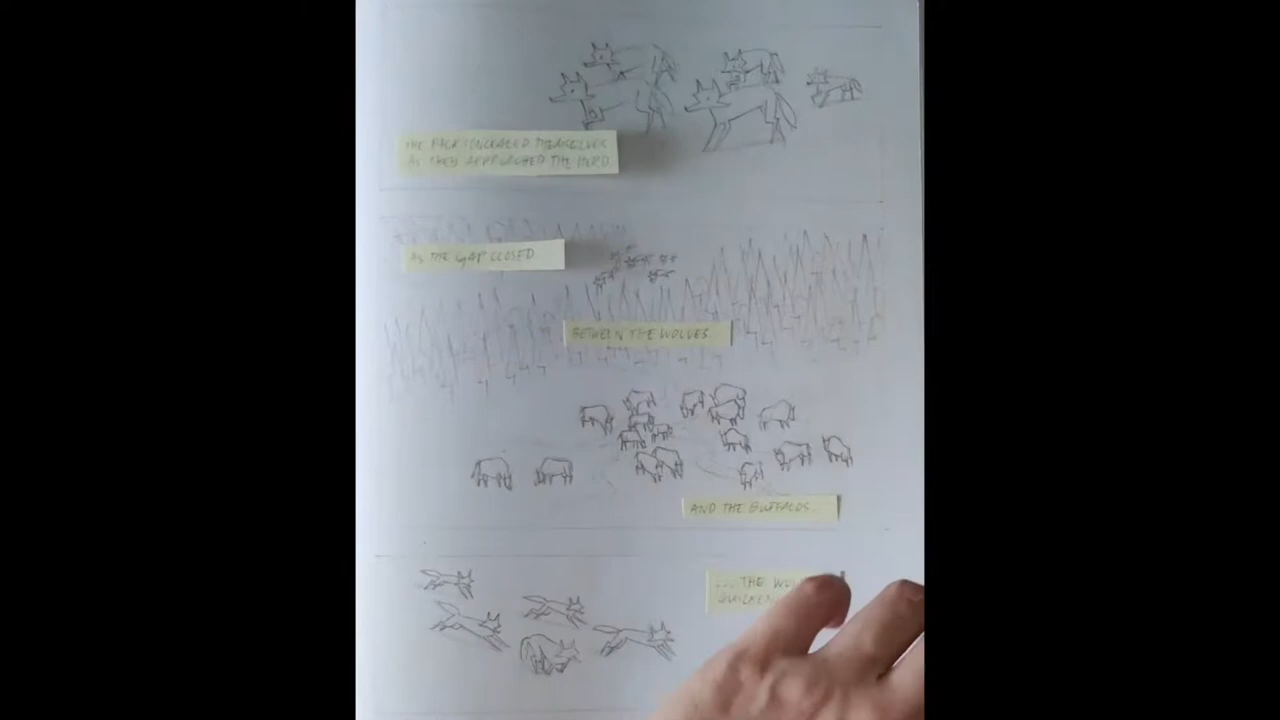 THE PACK CONCEALED THEMSELVES
AS THEY APPROACHED THE HERD
AS THE GAP CLOSED
BETWEEN THE WOLVES..
AND THE BUFFALOS..
...THE